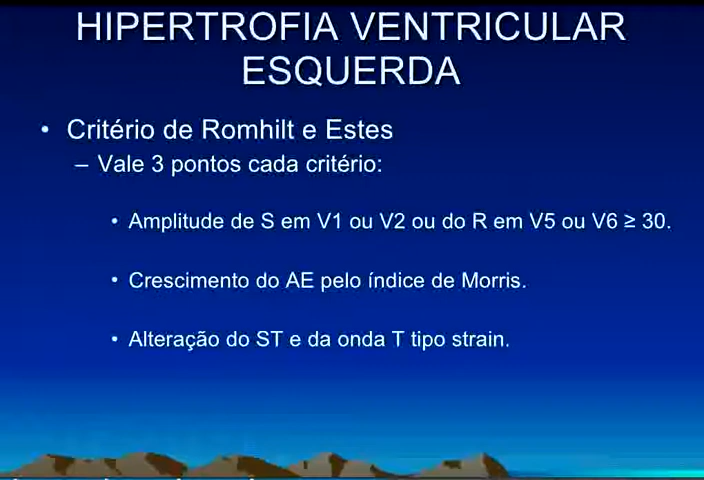 HIPERTROFIA VENTRICULAR
ESQUERDA
• Critério de Romhilt e Estes
– Vale 3 pontos cada critério:
• Amplitude de S em V1 ou V2 ou do R em V5 ou V6 ≥ 30.
• Crescimento do AE pelo índice de Morris.
• Alteração do ST e da onda T tipo strain.